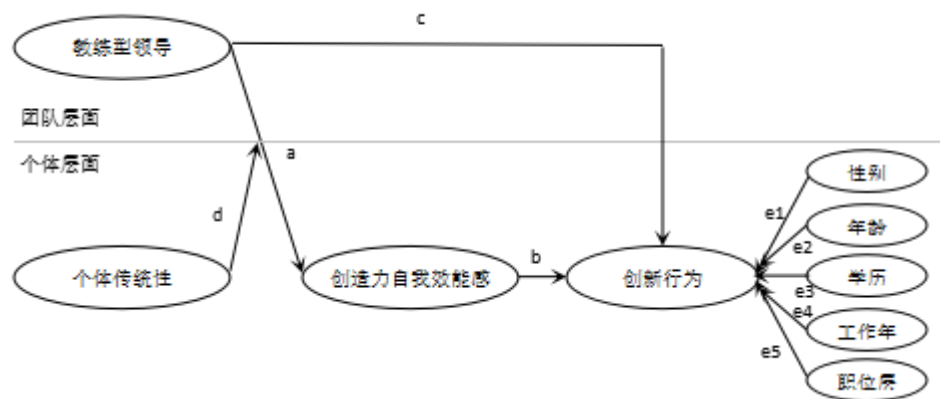 c
教练型领导
团队层面
a
个体层面
性别
e1
d
年龄
e2
b
个体传统性
创造力自我效能感
创新行为
学历
e3
e4
工作年
e5
职位层